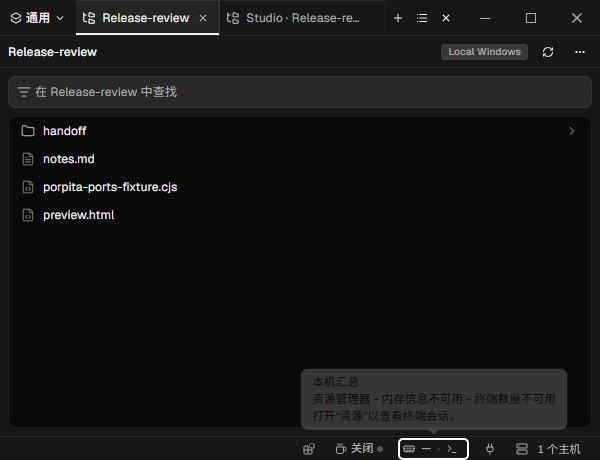 通用
Release-review
Studio · Release-re...
Release-review
Local Windows
在 Release-review 中查找
handoff
notes.md
porpita-ports-fixture.cjs
preview.html
本机汇总
资源管理器 - 内存信息不可用 - 终端数量不可用
打开“资源”以查看终端会话。
关闭
— ·
1 个主机